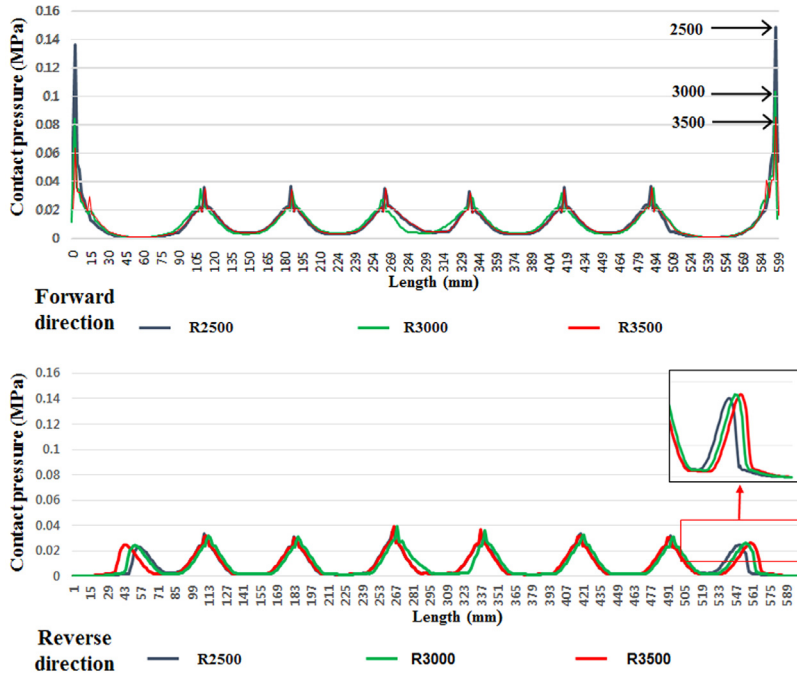 Contact pressure (MPa)
0.16
0.14
0.12
0.1
0.08
0.06
0.04
0.02
0
2500
3000
3500
0 15 30 45 60 75 90 105 120 135 150 165 180 195 210 224 239 254 269 284 299 314 329 344 359 374 389 404 419 434 449 464 479 494 509 524 539 554 569 584 599
Length (mm)
Forward
direction
R2500 R3000 R3500
Contact pressure (MPa)
0.16
0.14
0.12
0.1
0.08
0.06
0.04
0.02
0
1 15 29 43 57 71 85 99 113 127 141 155 169 183 197 211 225 239 253 267 281 295 309 323 337 351 365 379 393 407 421 435 449 463 477 491 505 519 533 547 561 575 589
Length (mm)
Reverse
direction
R2500 R3000 R3500